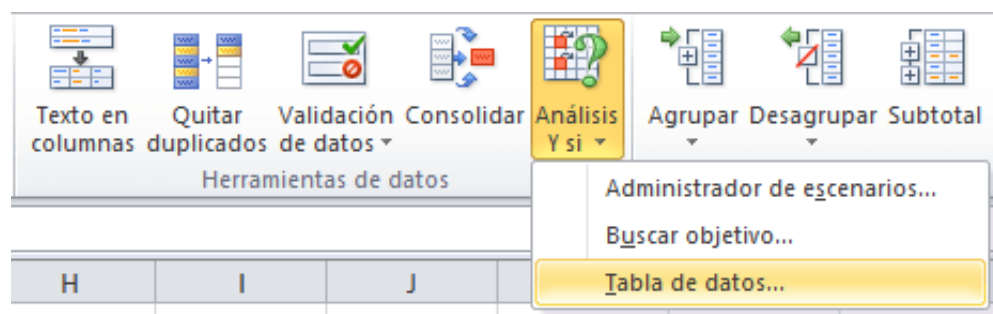 Texto en columnas
Quitar duplicados
Validación de datos
Consolidar
Análisis Y si
Agrupar
Desagrupar
Subtotal
Herramientas de datos
Administrador de escenarios...
Buscar objetivo...
Tabla de datos...
H I J